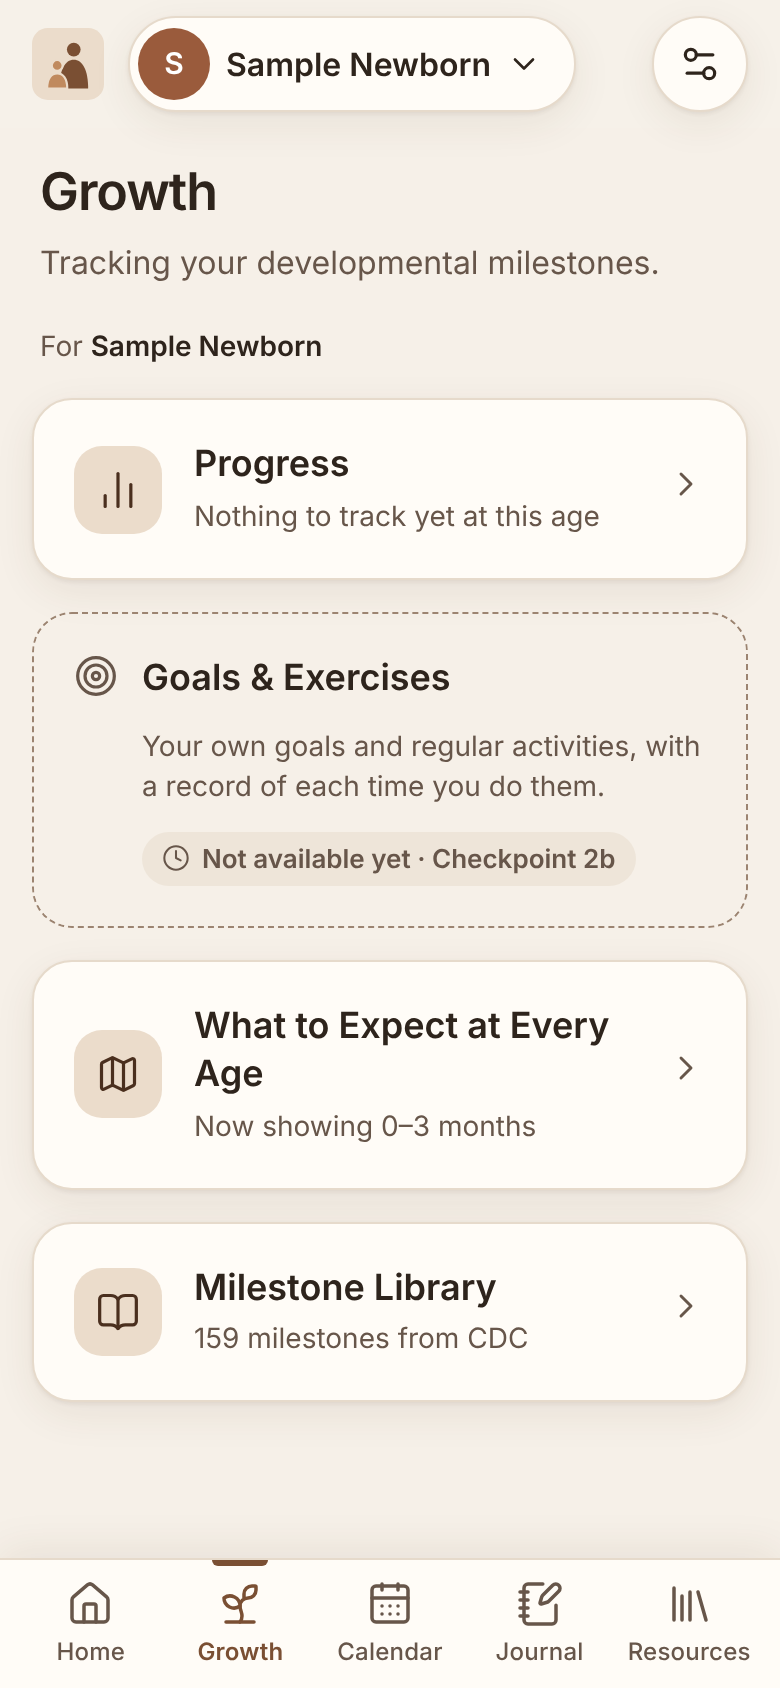 S
Sample Newborn
Growth
Tracking your developmental milestones.
For Sample Newborn
Progress
Nothing to track yet at this age
Goals & Exercises
Your own goals and regular activities, with
a record of each time you do them.
Not available yet · Checkpoint 2b
What to Expect at Every
Age
Now showing 0–3 months
Milestone Library
159 milestones from CDC
Home
Growth
Calendar
Journal
Resources